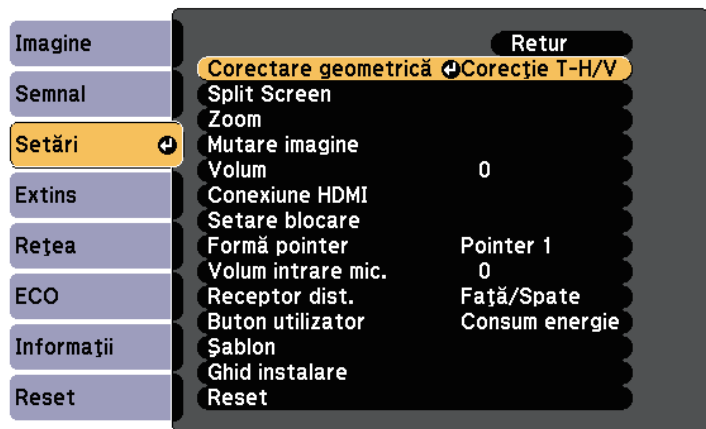 Imagine
Semnal
Setări
Extins
Reţea
ECO
Informaţii
Reset
Retur
Corectare geometrică Corecţie T-H/V
Split Screen
Zoom
Mutare imagine
Volum 0
Conexiune HDMI
Setare blocare
Formă pointer Pointer 1
Volum intrare mic. 0
Receptor dist. Faţă/Spate
Buton utilizator Consum energie
Şablon
Ghid instalare
Reset